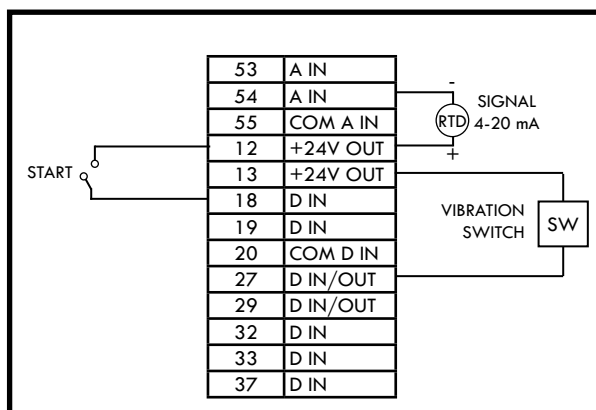 53 A IN
54 A IN
55 COM A IN
12 +24V OUT
13 +24V OUT
18 D IN
19 D IN
20 COM D IN
27 D IN/OUT
29 D IN/OUT
32 D IN
33 D IN
37 D IN
START
-
RTD
+
SIGNAL
4-20 mA
VIBRATION
SWITCH
SW